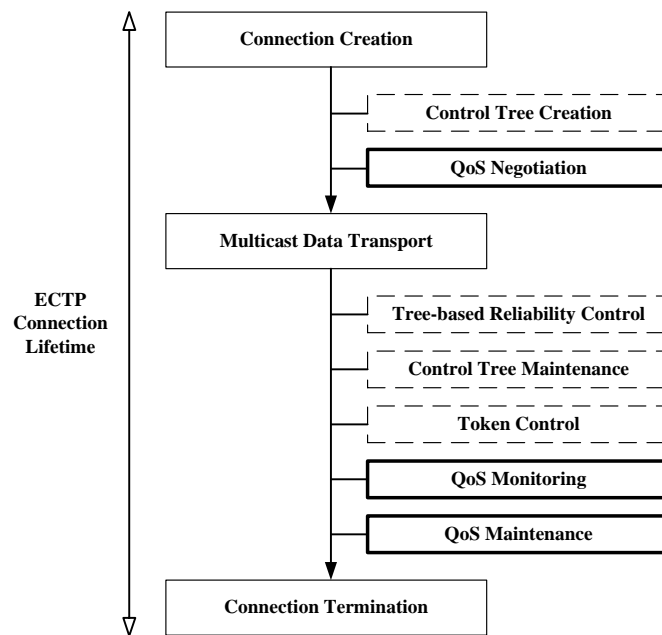 Connection Creation
Control Tree Creation
QoS Negotiation
Multicast Data Transport
ECTP
Connection
Lifetime
Tree-based Reliability Control
Control Tree Maintenance
Token Control
QoS Monitoring
QoS Maintenance
Connection Termination